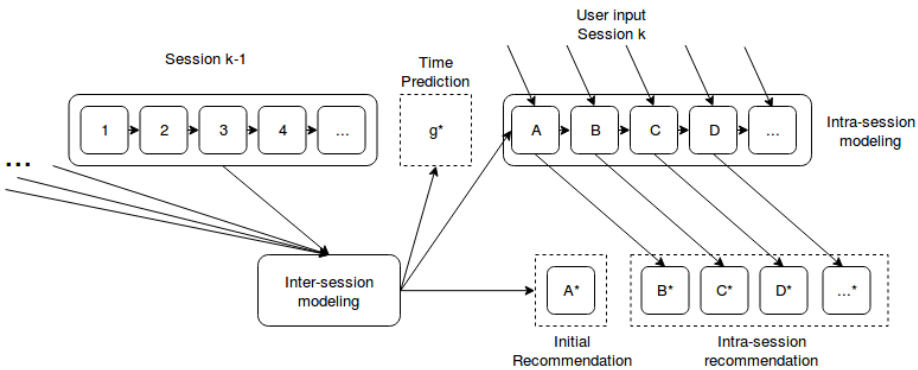 User input
Session k
Session k-1
Time
Prediction
1 2 3 4 ...
g*
A B C D ...
Intra-session
modeling
...
Inter-session
modeling
A*
B* C* D* ...*
Initial
Recommendation
Intra-session
recommendation